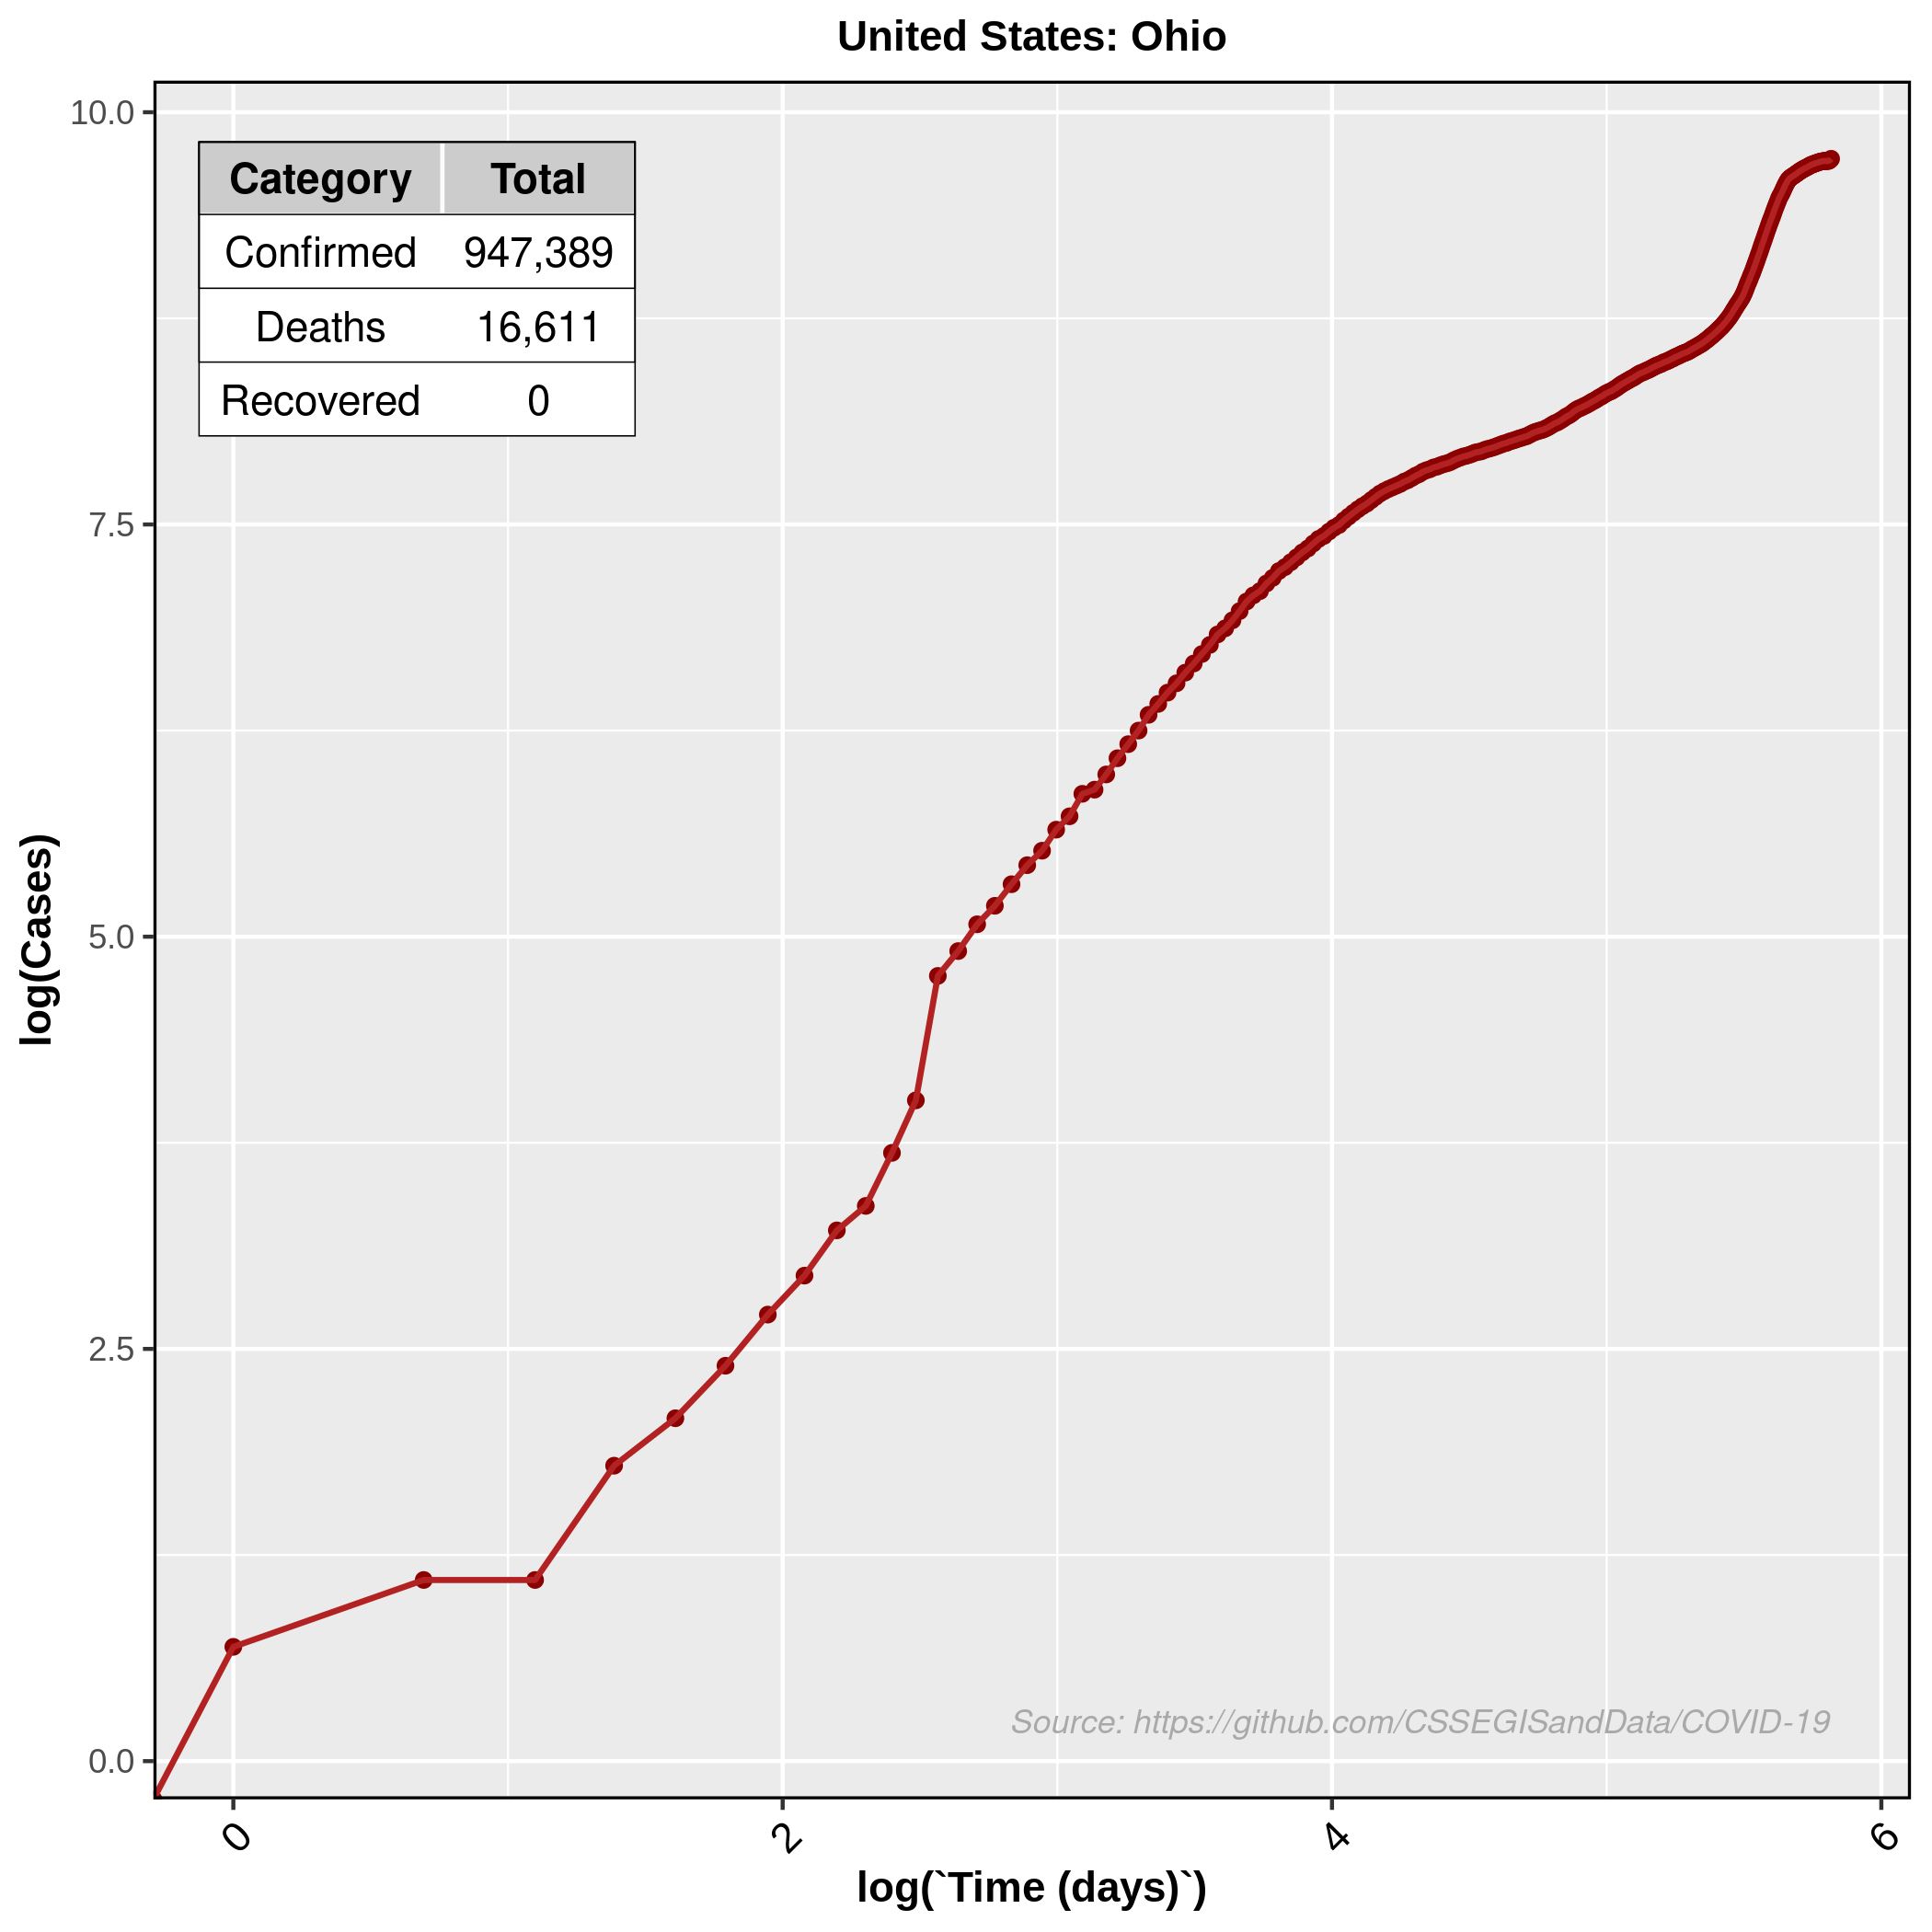 United States: Ohio
10.0
7.5
5.0
2.5
0.0
log(Cases)
Category Total
Confirmed 947,389
Deaths 16,611
Recovered 0
Source: https://github.com/CSSEGISandData/COVID-19
0 2 4 6
log(`Time (days)`)